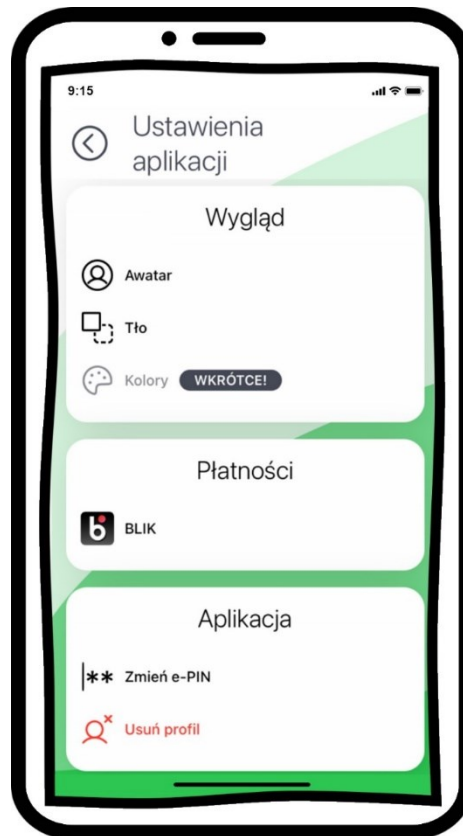 9:15
Ustawienia
aplikacji
Wygląd
Awatar
Tło
Kolory WKRÓTCE!
Płatności
BLIK
Aplikacja
|** Zmień e-PIN
Usuń profil